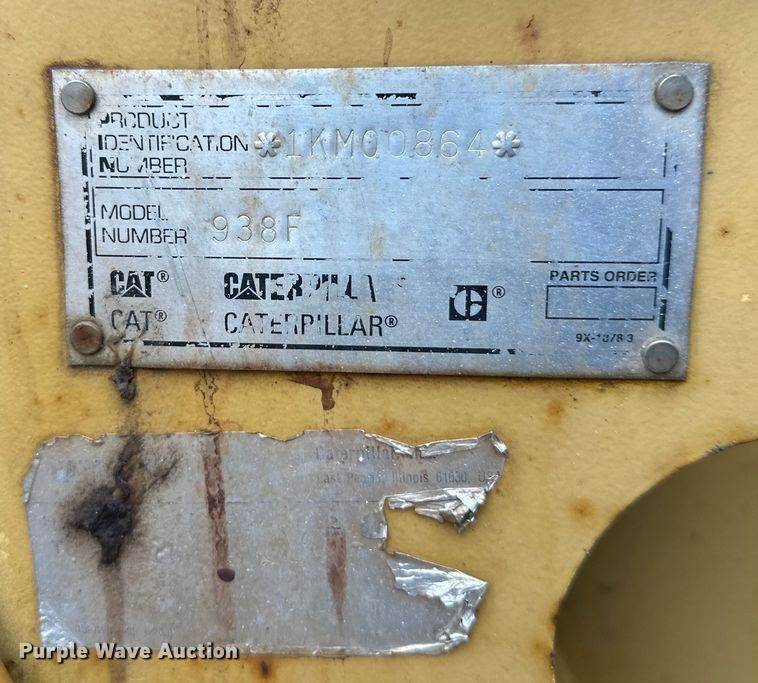 PRODUCT
IDENTIFICATION
NUMBER
*1KM00864*
MODEL
NUMBER
938F
CAT® CATERPILLA ®
PARTS ORDER
CAT® CATERPILLAR®
Caterpillar
East Peoria, Illinois 61630, U.S
Purple Wave Auction